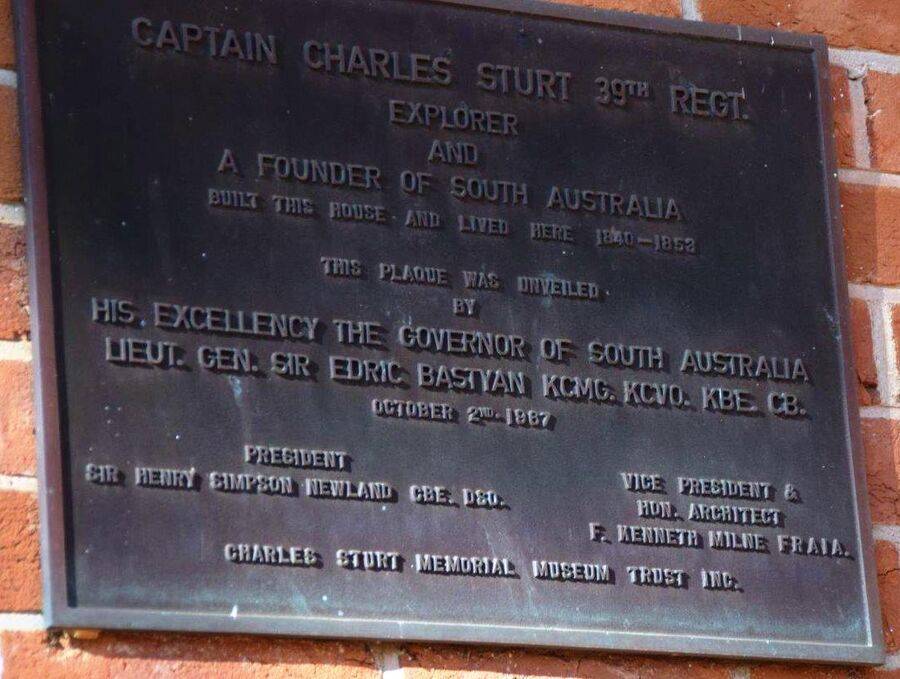 CAPTAIN CHARLES STURT 39TH REGT.
EXPLORER
AND
A FOUNDER OF SOUTH AUSTRALIA
BUILT THIS HOUSE AND LIVED HERE 1840-1853
THIS PLAQUE WAS UNVEILED
BY
HIS EXCELLENCY THE GOVERNOR OF SOUTH AUSTRALIA
LIEUT. GEN. SIR EDRIC BASTYAN KCMG. KCVO. KBE. CB.
OCTOBER 2ND. 1967
PRESIDENT
SIR HENRY SIMPSON NEWLAND CBE. DSO.
VICE PRESIDENT &
HON. ARCHITECT
F. KENNETH MILNE F.R.A.I.A.
CHARLES STURT MEMORIAL MUSEUM TRUST INC.